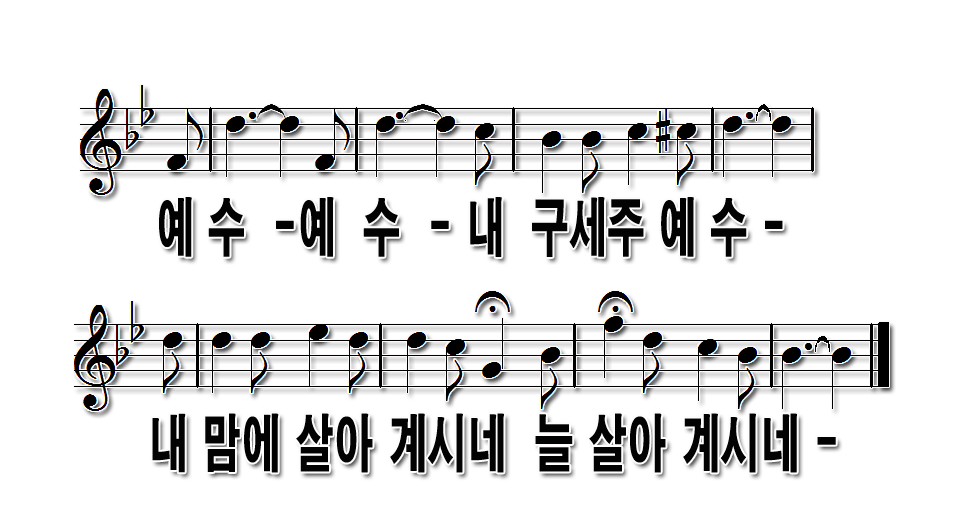 예 수 -예 수 - 내 구세주 예 수 -
내 맘에 살아 계시네 늘 살아 계시네 -